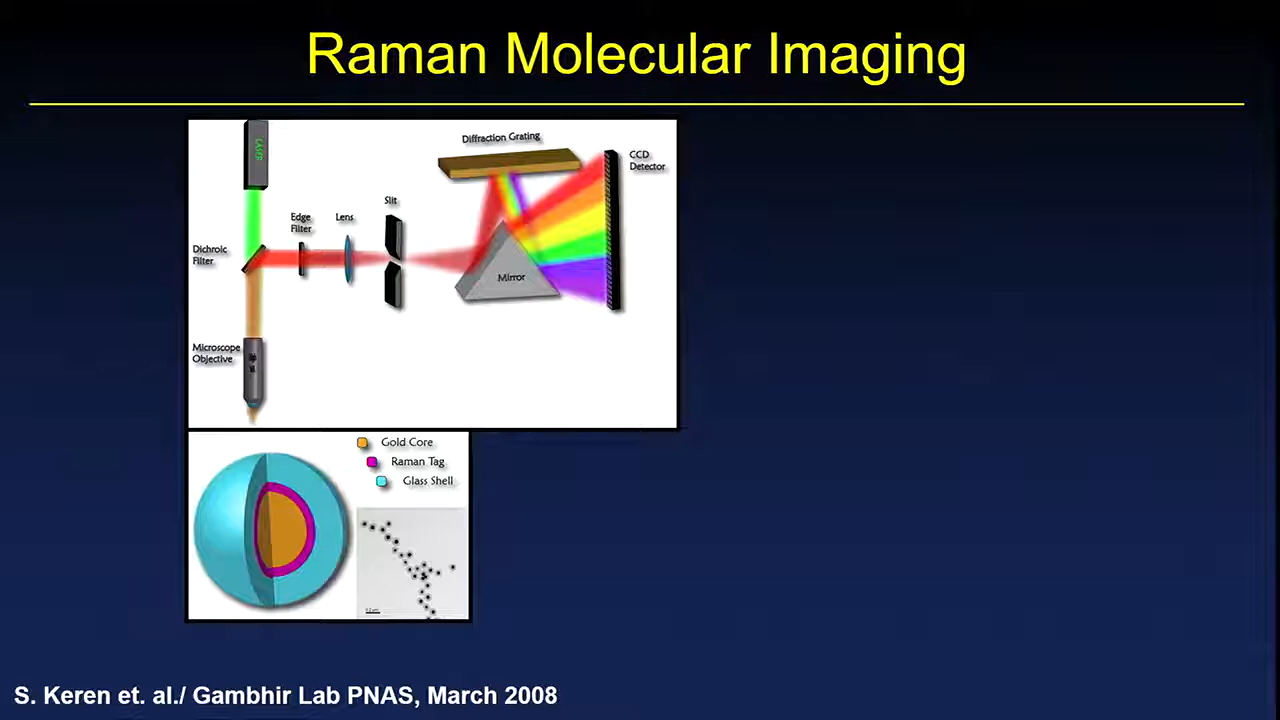 Raman Molecular Imaging
LASER
Diffraction Grating
CCD
Detector
Slit
Edge
Filter
Lens
Dichroic
Filter
Mirror
Microscope
Objective
Gold Core
Raman Tag
Glass Shell
S. Keren et. al./ Gambhir Lab PNAS, March 2008